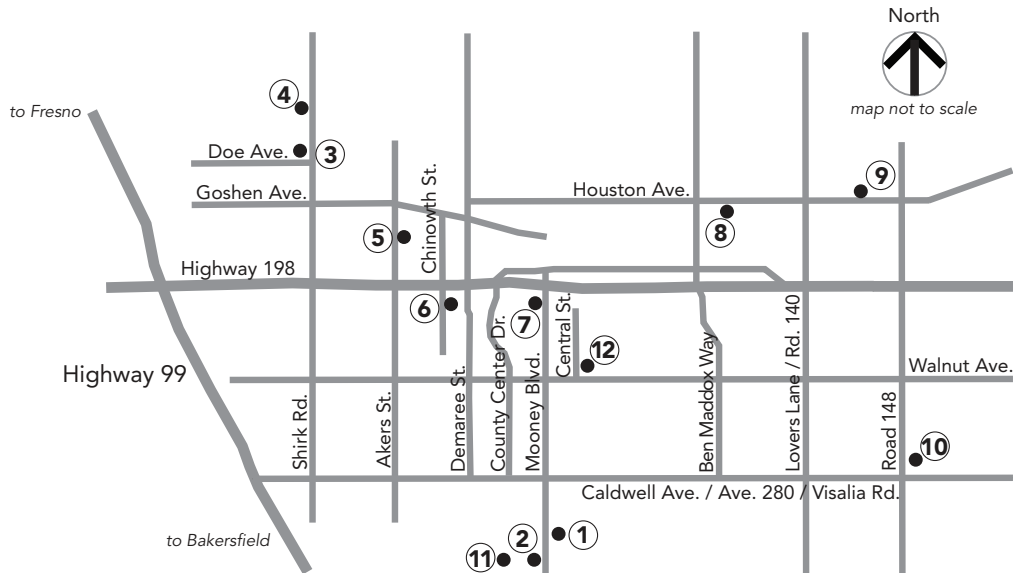 North
map not to scale
to Fresno
4
Doe Ave.
3
Goshen Ave.
Houston Ave.
9
8
5
Chinowth St.
Highway 198
6
7
Central St.
12
Highway 99
Walnut Ave.
Shirk Rd.
Akers St.
Demaree St.
County Center Dr.
Mooney Blvd.
Ben Maddox Way
Lovers Lane / Rd. 140
Road 148
10
Caldwell Ave. / Ave. 280 / Visalia Rd.
to Bakersfield
11
2
1